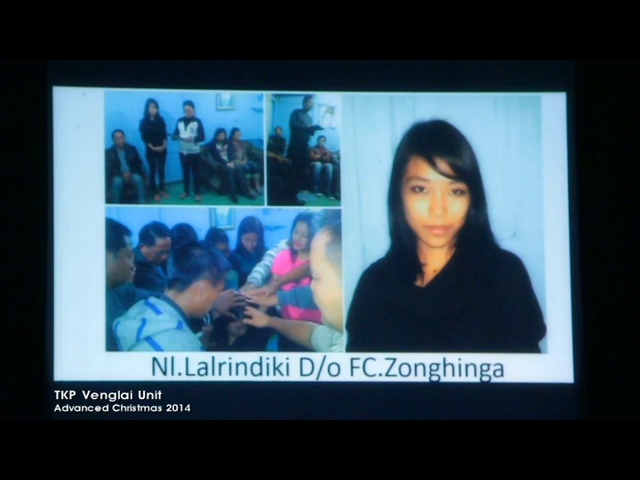 Nl.Lalrindiki D/o FC.Zonghinga
TKP Venglai Unit
Advanced Christmas 2014